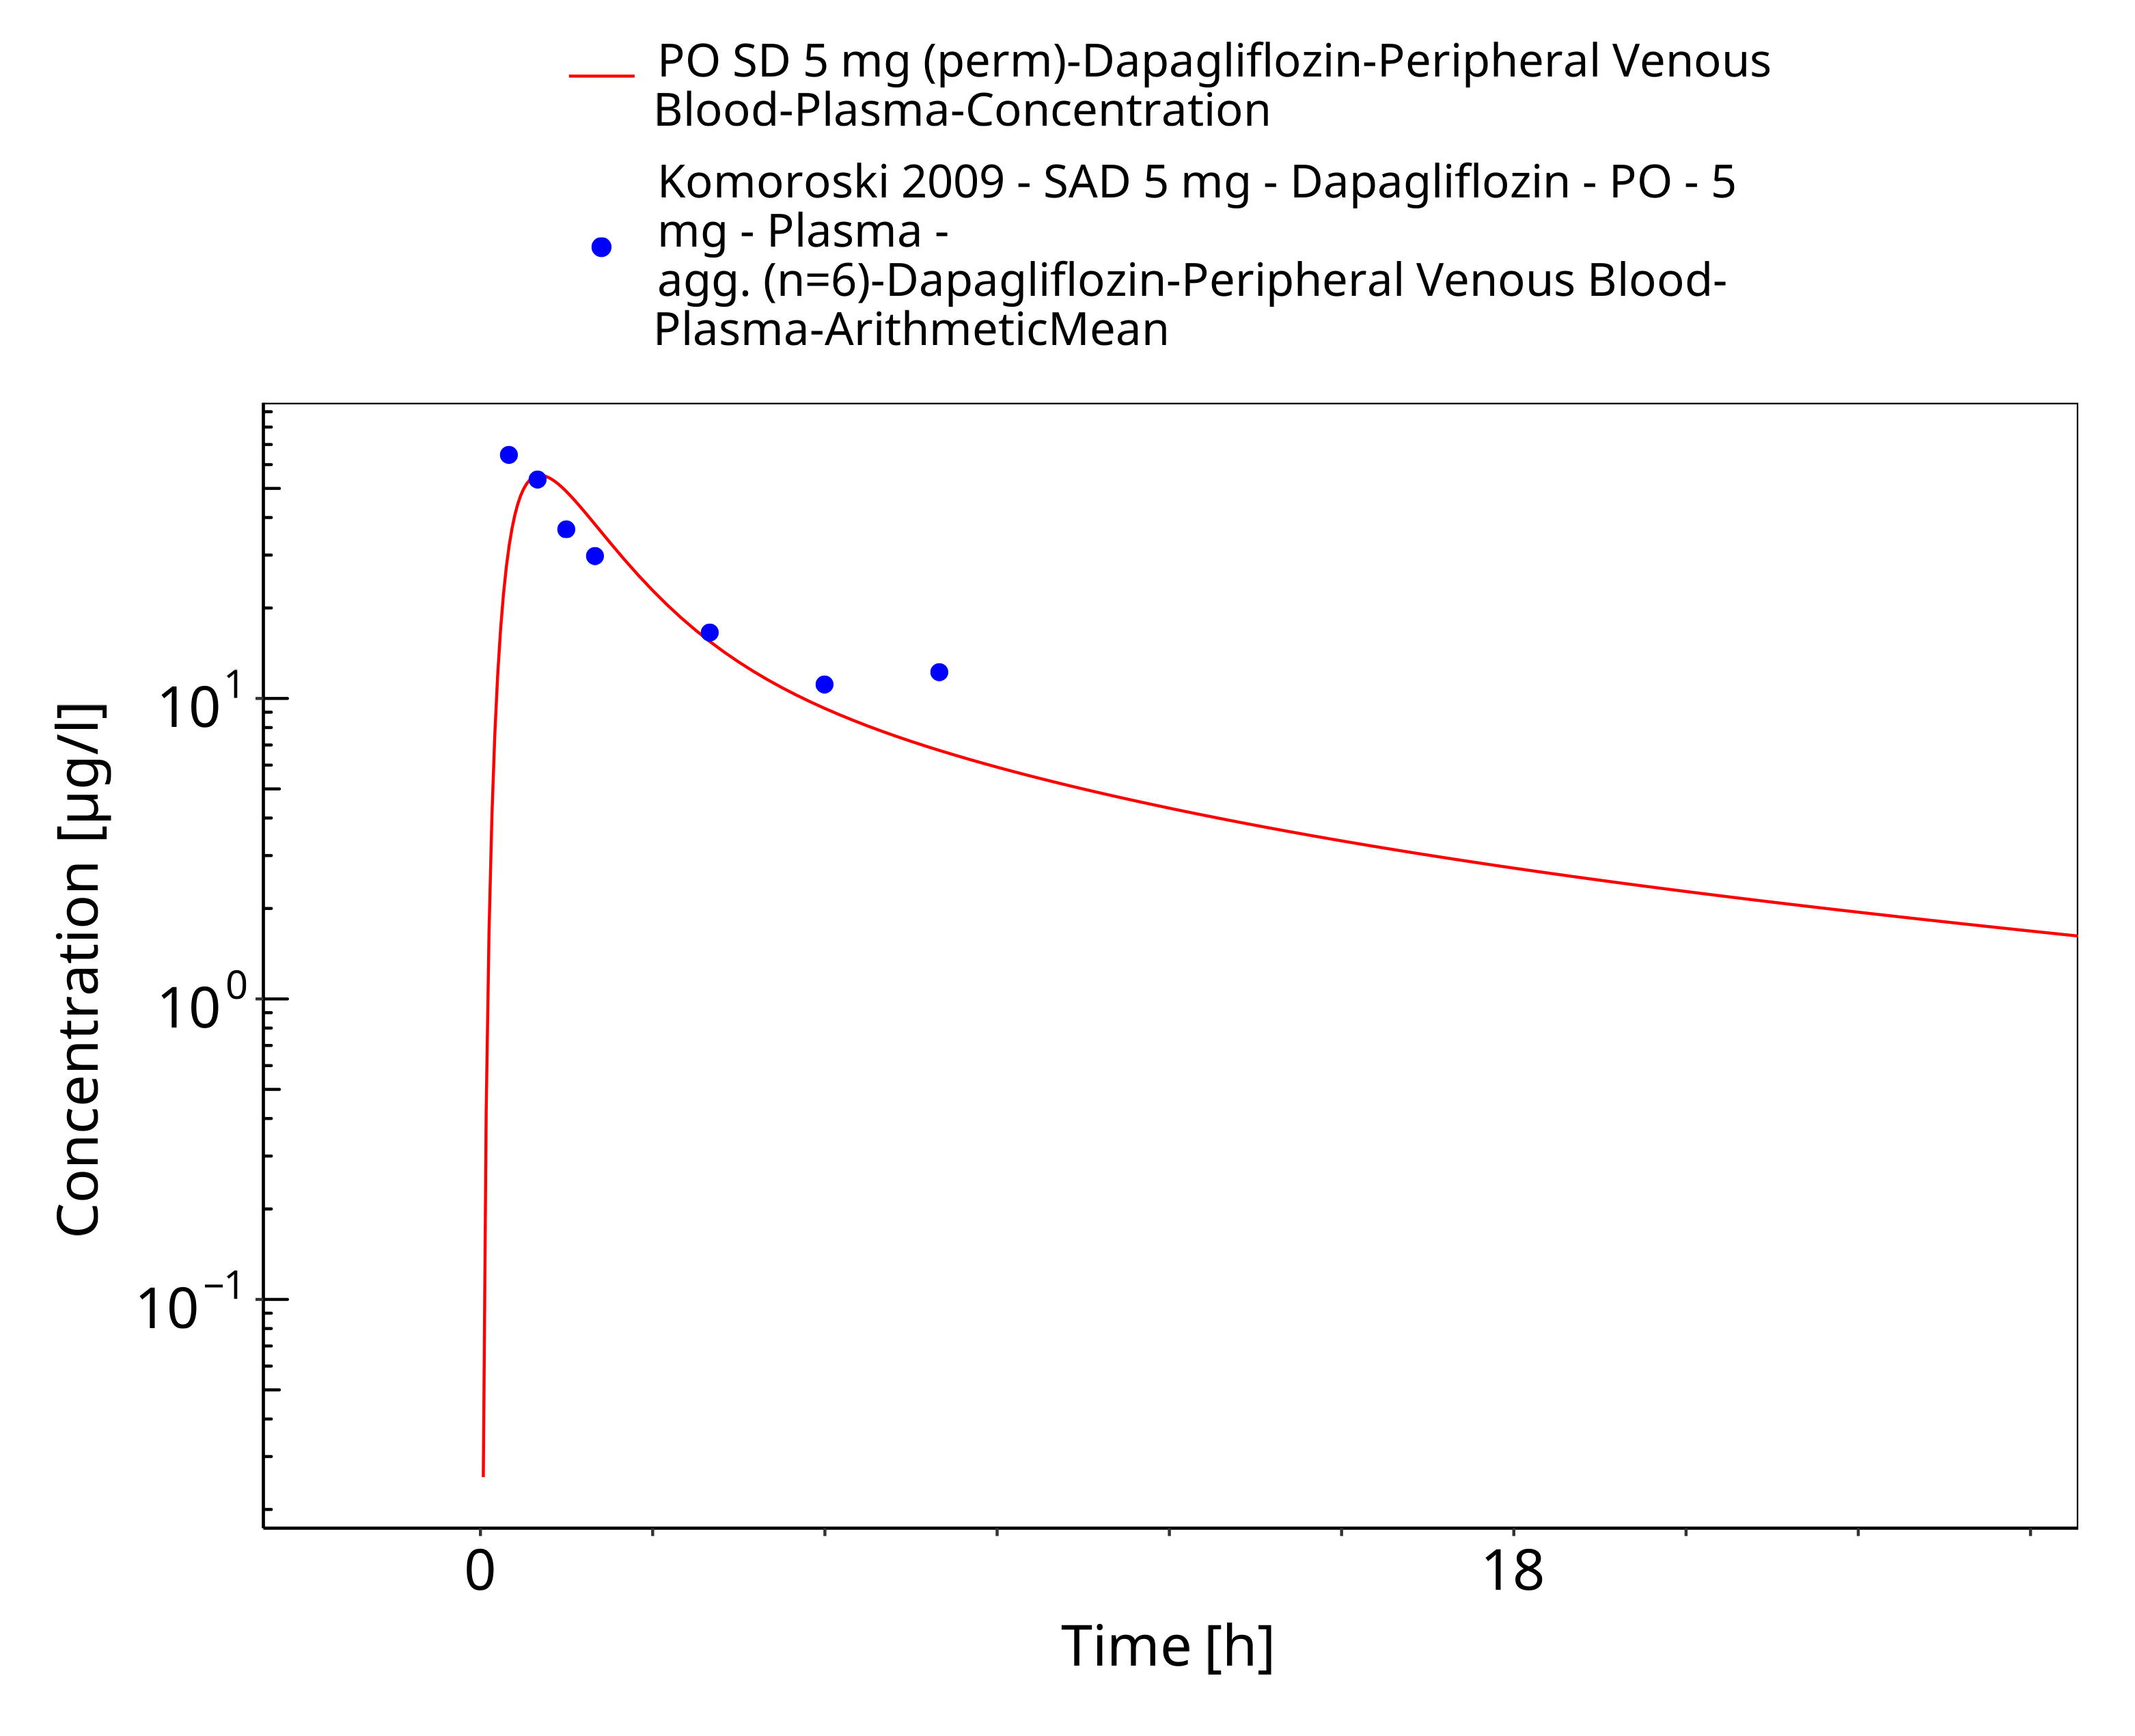 PO SD 5 mg (perm)-Dapagliflozin-Peripheral Venous
Blood-Plasma-Concentration
Komoroski 2009 - SAD 5 mg - Dapagliflozin - PO - 5
mg - Plasma -
agg. (n=6)-Dapagliflozin-Peripheral Venous Blood-
Plasma-ArithmeticMean
Concentration [µg/l]
10¹
10⁰
10⁻¹
0
18
Time [h]